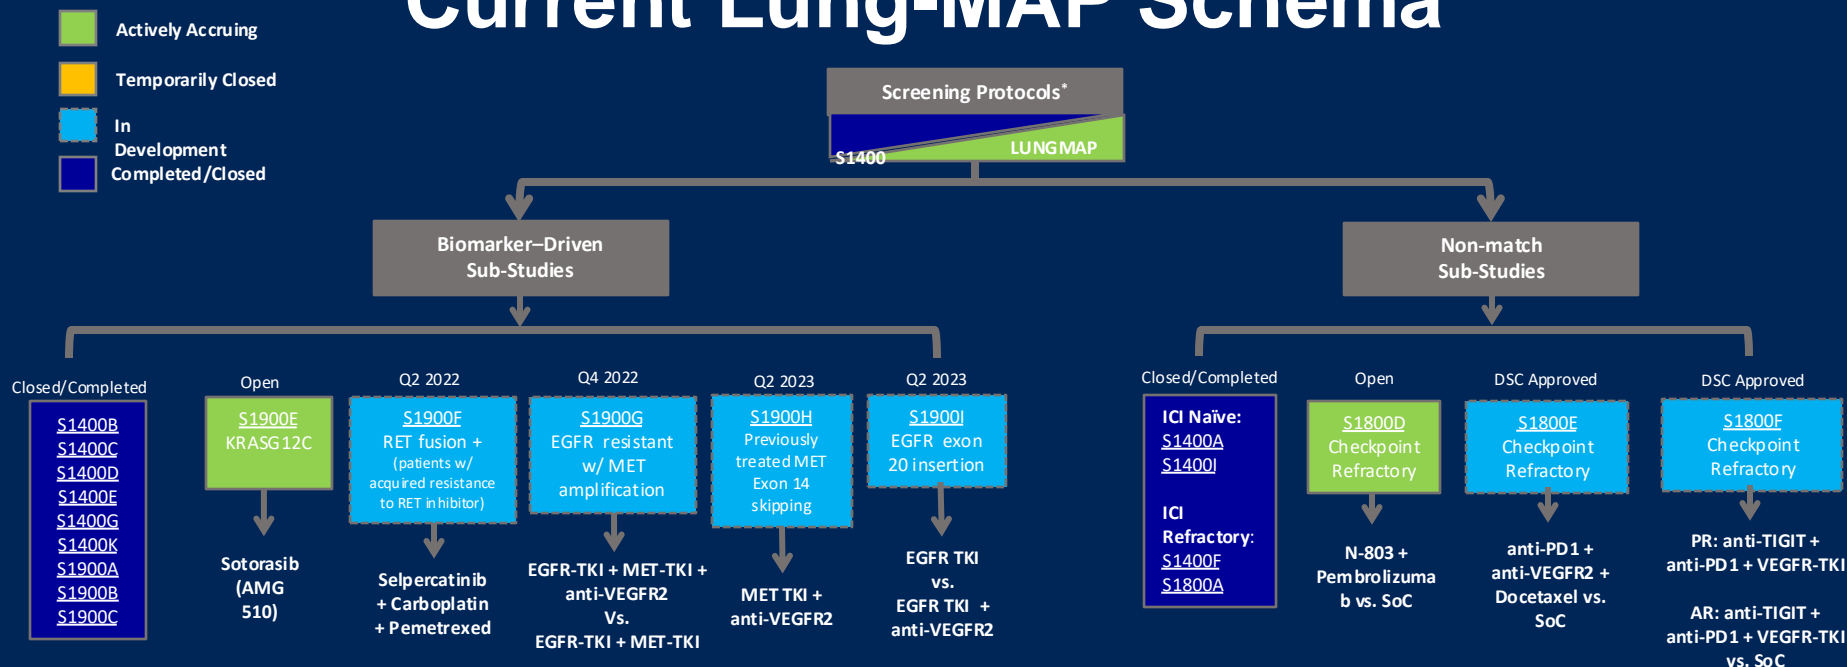 Current Lung-MAP Schema
Actively Accruing
Temporarily Closed
In
Development
Completed/Closed
Screening Protocols*
S1400
LUNGMAP
Biomarker–Driven
Sub-Studies
Non-match
Sub-Studies
Closed/Completed
S1400B
S1400C
S1400D
S1400E
S1400G
S1400K
S1900A
S1900B
S1900C
Open
S1900E
KRASG12C
Sotorasib
(AMG
510)
Q2 2022
S1900F
RET fusion +
(patients w/
acquired resistance
to RET inhibitor)
Selpercatinib
+ Carboplatin
+ Pemetrexed
Q4 2022
S1900G
EGFR resistant
w/ MET
amplification
EGFR-TKI + MET-TKI +
anti-VEGFR2
Vs.
EGFR-TKI + MET-TKI
Q2 2023
S1900H
Previously
treated MET
Exon 14
skipping
MET TKI +
anti-VEGFR2
Q2 2023
S1900I
EGFR exon
20 insertion
EGFR TKI
vs.
EGFR TKI +
anti-VEGFR2
Closed/Completed
ICI Naïve:
S1400A
S1400I
ICI
Refractory:
S1400F
S1800A
Open
S1800D
Checkpoint
Refractory
N-803 +
Pembrolizuma
b vs. SoC
DSC Approved
S1800E
Checkpoint
Refractory
anti-PD1 +
anti-VEGFR2 +
Docetaxel vs.
SoC
DSC Approved
S1800F
Checkpoint
Refractory
PR: anti-TIGIT +
anti-PD1 + VEGFR-TKI
AR: anti-TIGIT +
anti-PD1 + VEGFR-TKI
vs. SoC